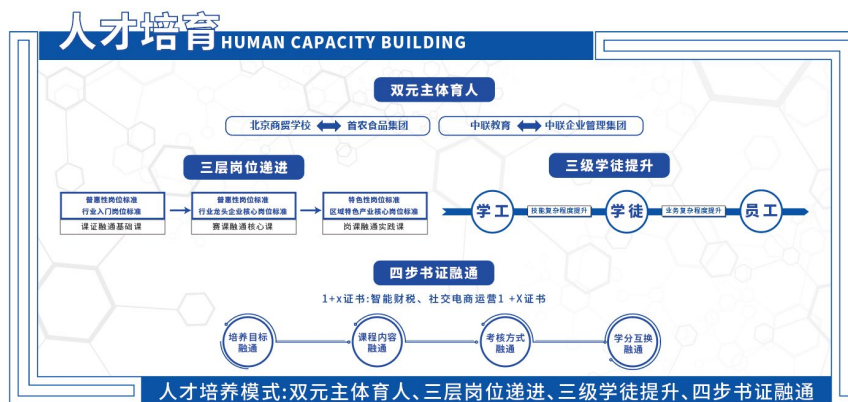 人才培育 HUMAN CAPACITY BUILDING
双元主体育人
北京商贸学校 首农食品集团 中联教育 中联企业管理集团
三层岗位递进
普惠性岗位标准
行业入门岗位标准
课证融通基础课
普惠性岗位标准
行业龙头企业核心岗位标准
赛课融通核心课
特色性岗位标准
区域特色产业核心岗位标准
岗课融通实践课
三级学徒提升
学工 技能复杂程度提升 学徒 业务复杂程度提升 员工
四步书证融通
1+x证书:智能财税、社交电商运营1 +X证书
培养目标
融通
课程内容
融通
考核方式
融通
学分互换
融通
人才培养模式:双元主体育人、三层岗位递进、三级学徒提升、四步书证融通